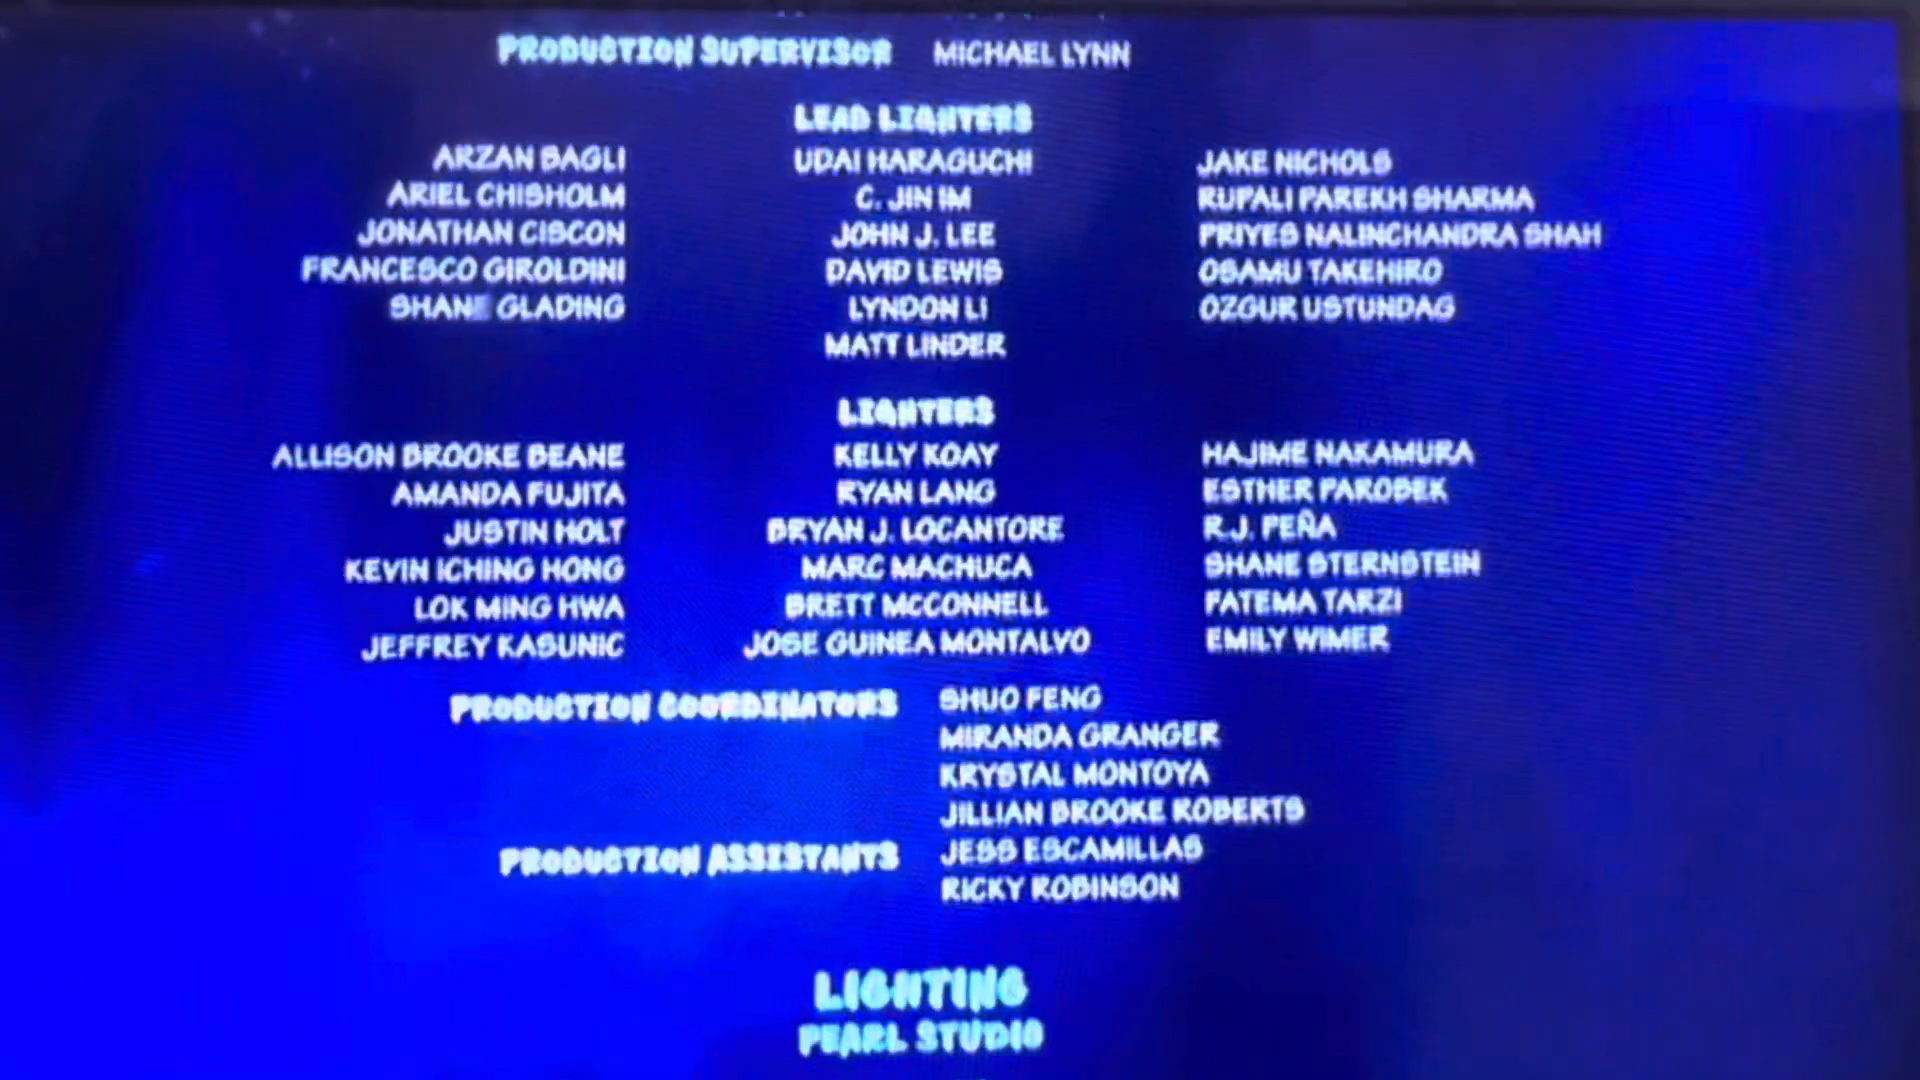 PRODUCTION SUPERVISOR MICHAEL LYNN
LEAD LIGHTERS
ARZAN BAGLI UDAI HARAGUCHI JAKE NICHOLS
ARIEL CHISHOLM C. JIN IM RUPALI PAREKH SHARMA
JONATHAN CISCON JOHN J. LEE PRIYES NALINCHANDRA SHAH
FRANCESCO GIROLDINI DAVID LEWIS OSAMU TAKEHIRO
SHANE GLADING LYNDON LI OZGUR USTUNDAG
MATT LINDER
LIGHTERS
ALLISON BROOKE BEANE KELLY KOAY HAJIME NAKAMURA
AMANDA FUJITA RYAN LANG ESTHER PAROBEK
JUSTIN HOLT BRYAN J. LOCANTORE R.J. PEÑA
KEVIN ICHING HONG MARC MACHUCA SHANE STERNSTEIN
LOK MING HWA BRETT MCCONNELL FATEMA TARZI
JEFFREY KASUNIC JOSE GUINEA MONTALVO EMILY WIMER
PRODUCTION COORDINATORS SHUO FENG
MIRANDA GRANGER
KRYSTAL MONTOYA
JILLIAN BROOKE ROBERTS
PRODUCTION ASSISTANTS JESS ESCAMILLAS
RICKY ROBINSON
LIGHTING
PEARL STUDIO